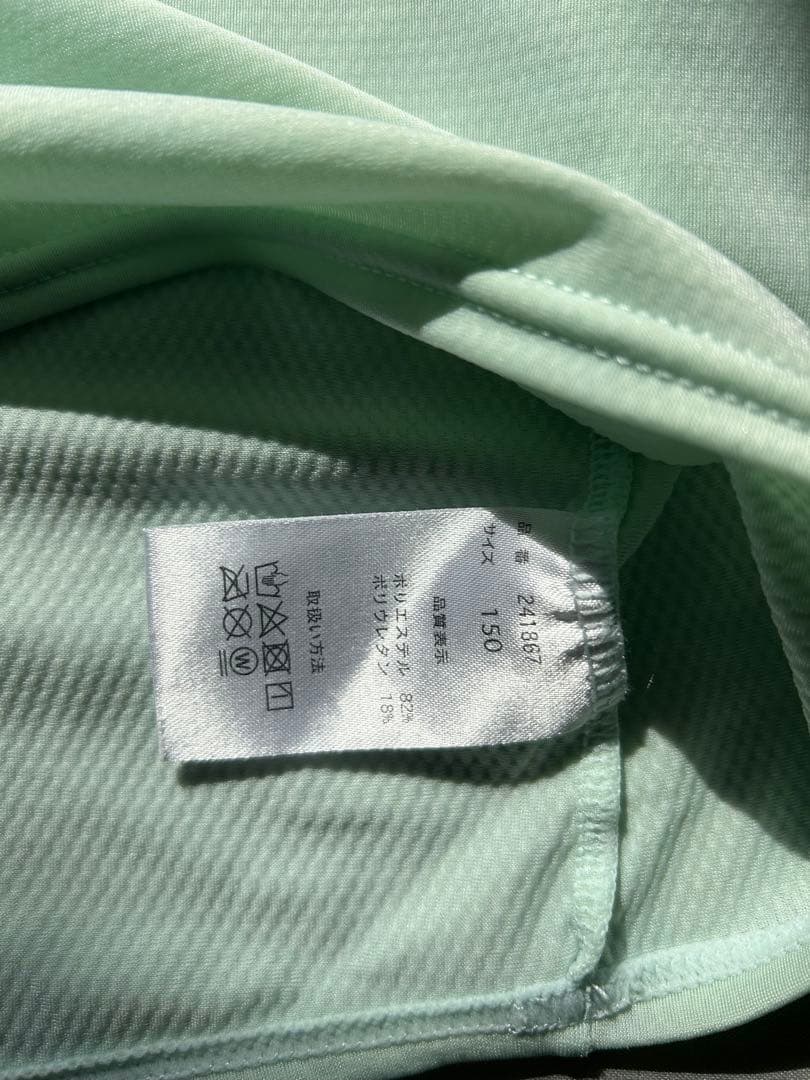 品番 241867
サイズ 150
品質表示
ポリエステル 82%
ポリウレタン 18%
取扱い方法
W